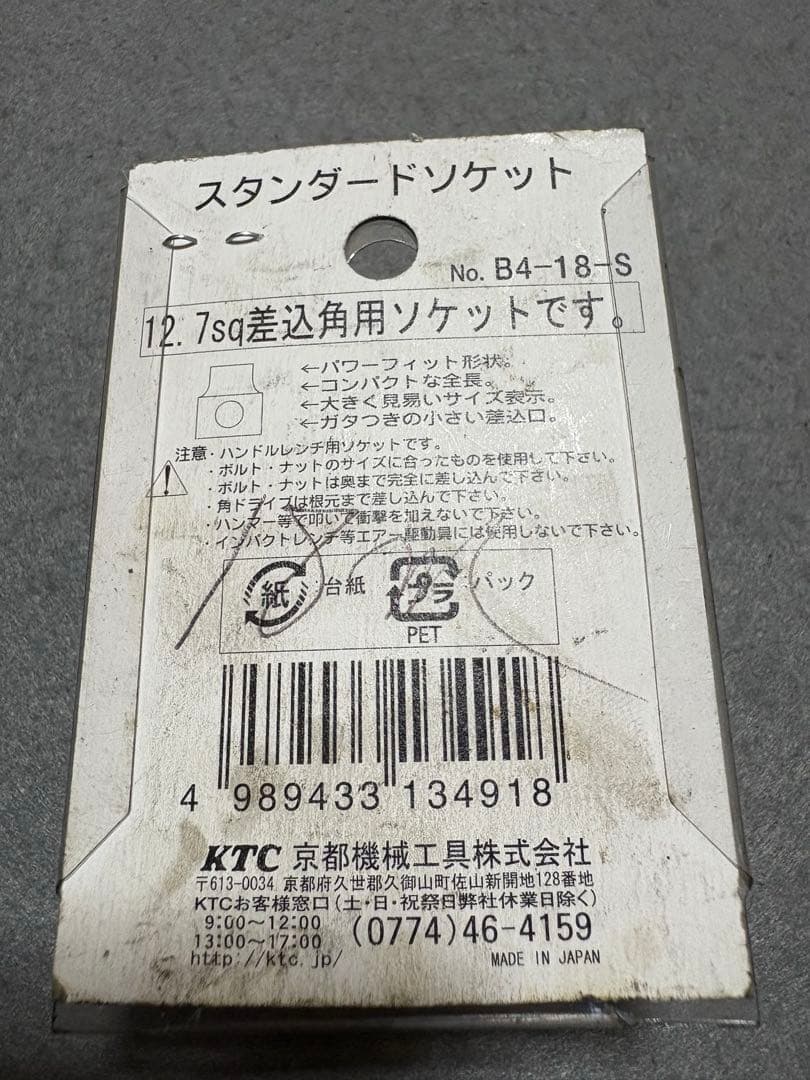 スタンダードソケット
No. B4-18-S
12.7sq差込角用ソケットです。
←パワーフィット形状。
←コンパクトな全長。
←大きく見易いサイズ表示。
←ガタつきの小さい差込口。
注意・ハンドルレンチ用ソケットです。
・ボルト・ナットのサイズに合ったものを使用して下さい。
・ボルト・ナットは奥まで完全に差し込んで下さい。
・角ドライブは根元まで差し込んで下さい。
・ハンマー等で叩いて衝撃を加えないで下さい。
・インパクトレンチ等エアー駆動具には使用しないで下さい。
紙:台紙 プラ:パック
PET
4 989433 134918
KTC 京都機械工具株式会社
〒613-0034 京都府久世郡久御山町佐山新開地128番地
KTCお客様窓口(土・日・祝祭日弊社休業日除く)
9:00~12:00
13:00~17:00 (0774)46-4159
http://ktc.jp/ MADE IN JAPAN